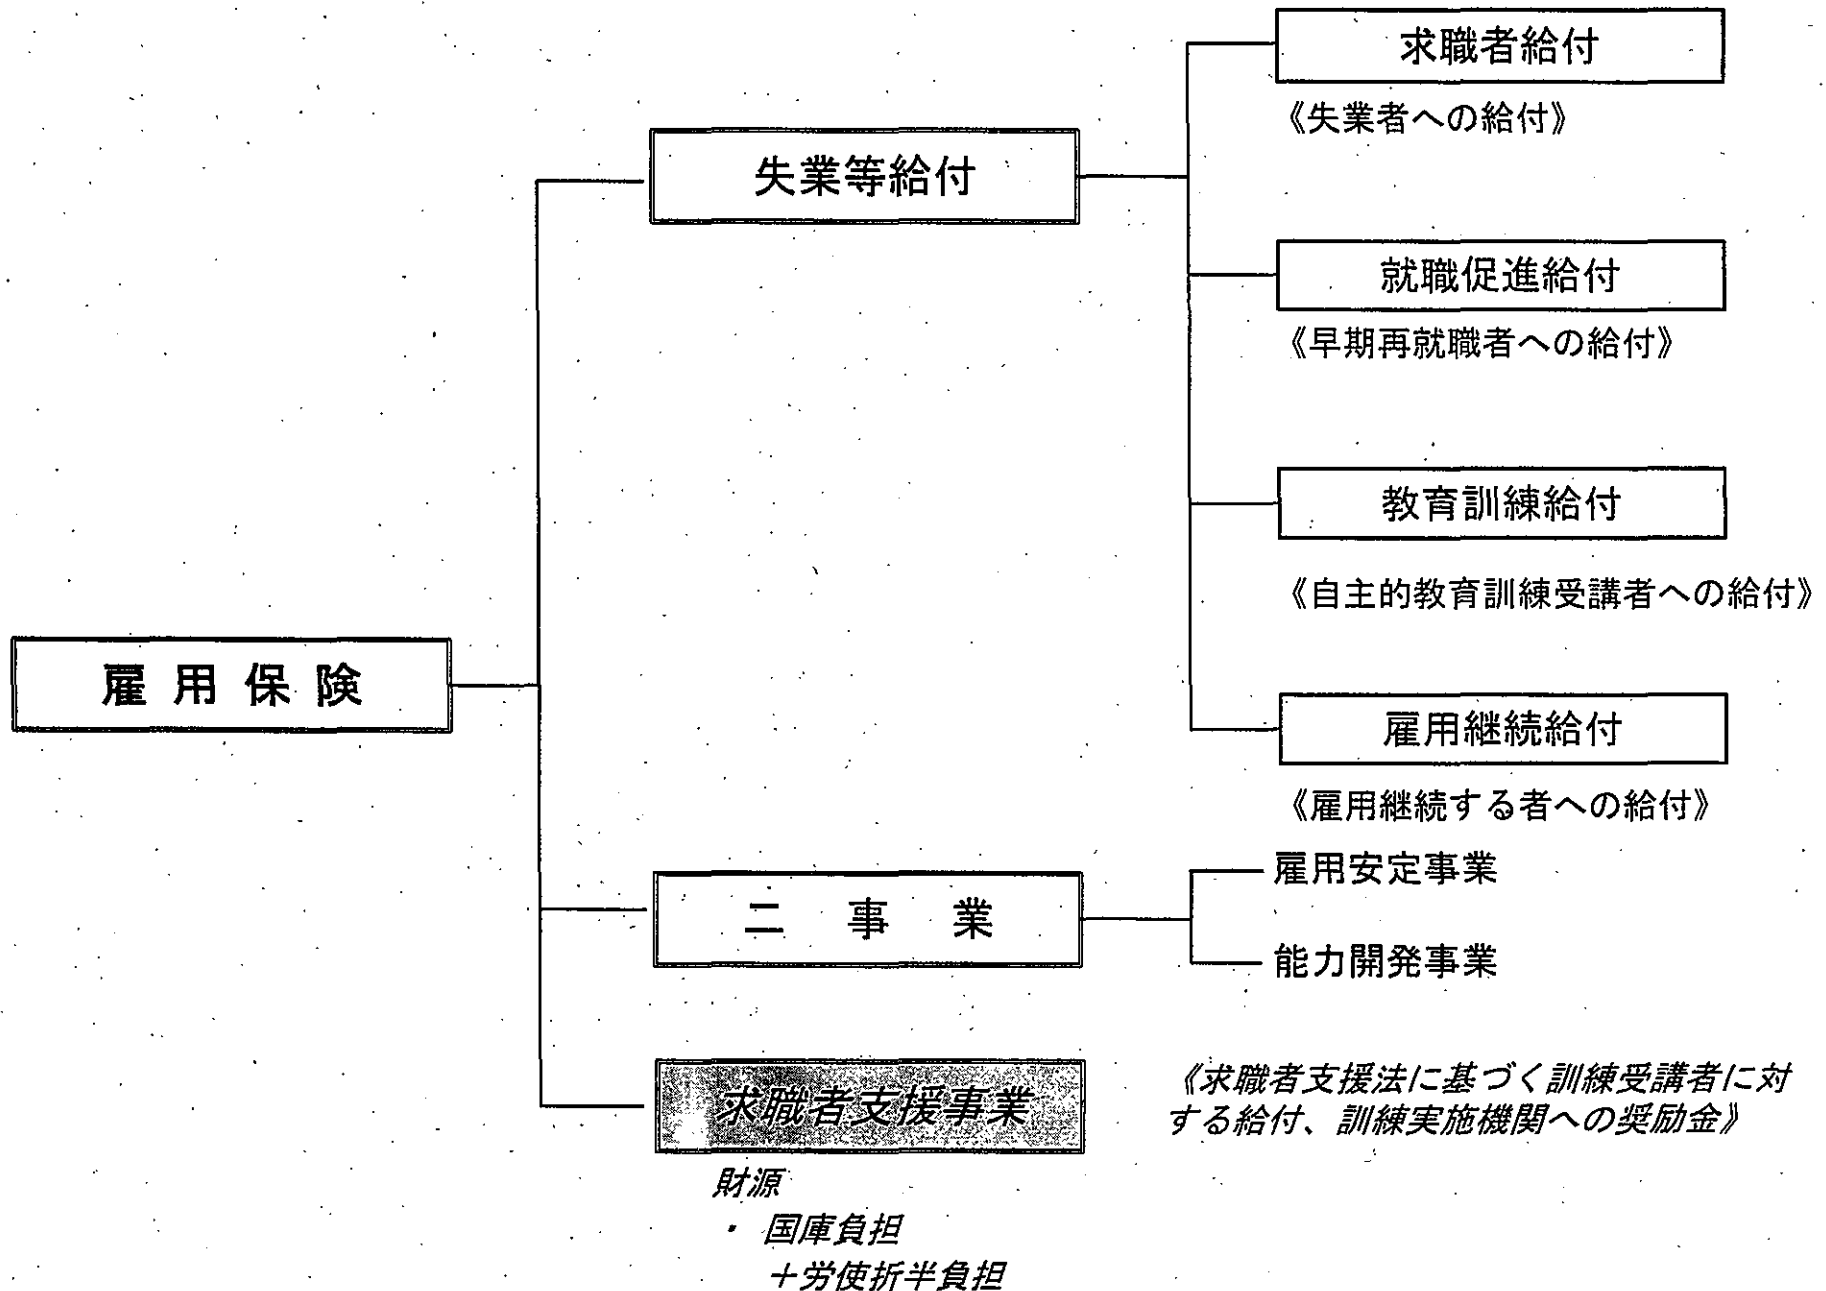 求職者給付
《失業者への給付》
失業等給付
就職促進給付
《早期再就職者への給付》
教育訓練給付
《自主的教育訓練受講者への給付》
雇用保険
雇用継続給付
《雇用継続する者への給付》
二事業
雇用安定事業
能力開発事業
求職者支援事業
《求職者支援法に基づく訓練受講者に対
する給付、訓練実施機関への奨励金》
財源
・ 国庫負担
＋労使折半負担